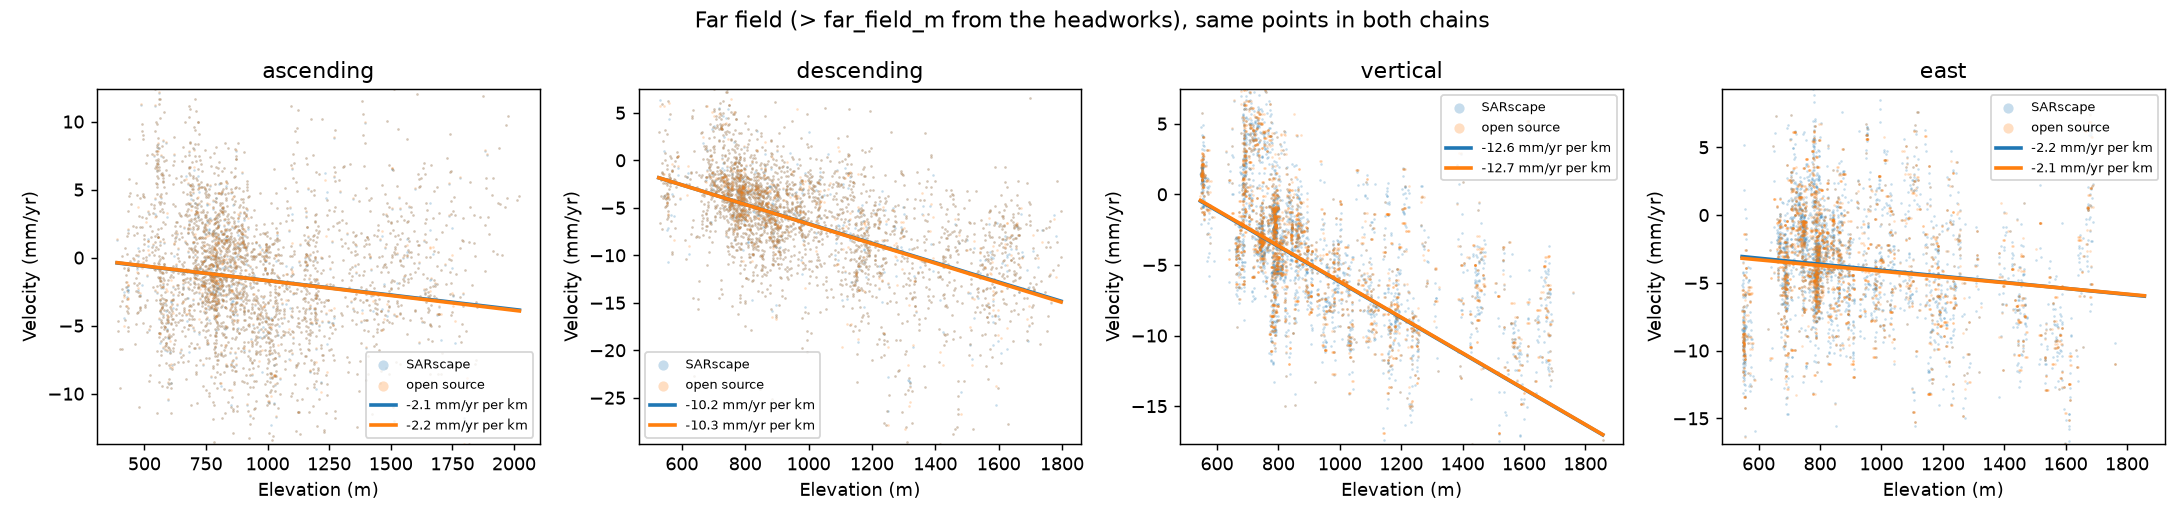 Far field (> far_field_m from the headworks), same points in both chains
ascending
Velocity (mm/yr)
10
5
0
−5
−10
SARscape
open source
-2.1 mm/yr per km
-2.2 mm/yr per km
500 750 1000 1250 1500 1750 2000
Elevation (m)
descending
Velocity (mm/yr)
5
0
−5
−10
−15
−20
−25
SARscape
open source
-10.2 mm/yr per km
-10.3 mm/yr per km
600 800 1000 1200 1400 1600 1800
Elevation (m)
vertical
Velocity (mm/yr)
5
0
−5
−10
−15
SARscape
open source
-12.6 mm/yr per km
-12.7 mm/yr per km
600 800 1000 1200 1400 1600 1800
Elevation (m)
east
Velocity (mm/yr)
5
0
−5
−10
−15
SARscape
open source
-2.2 mm/yr per km
-2.1 mm/yr per km
600 800 1000 1200 1400 1600 1800
Elevation (m)